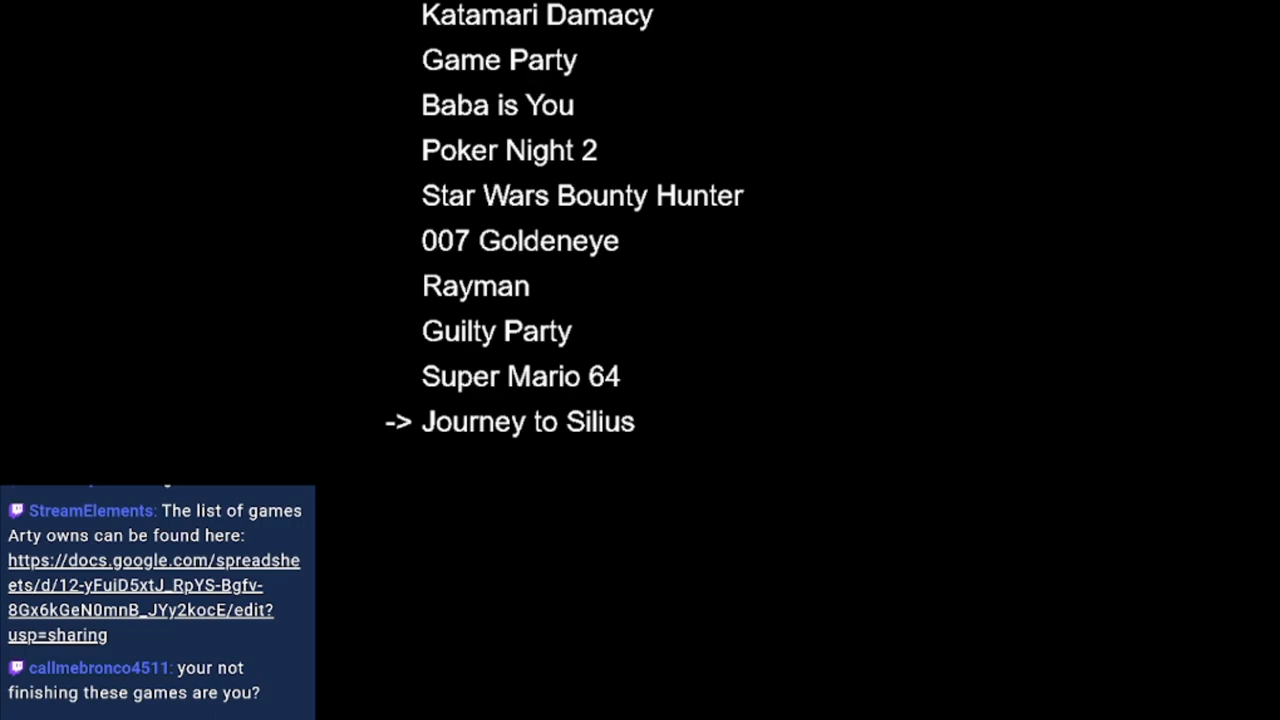 Katamari Damacy
Game Party
Baba is You
Poker Night 2
Star Wars Bounty Hunter
007 Goldeneye
Rayman
Guilty Party
Super Mario 64
-> Journey to Silius
StreamElements: The list of games
Arty owns can be found here:
https://docs.google.com/spreadshe
ets/d/12-yFuiD5xtJ_RpYS-Bgfv-
8Gx6kGeN0mnB_JYy2kocE/edit?
usp=sharing
callmebronco4511: your not
finishing these games are you?